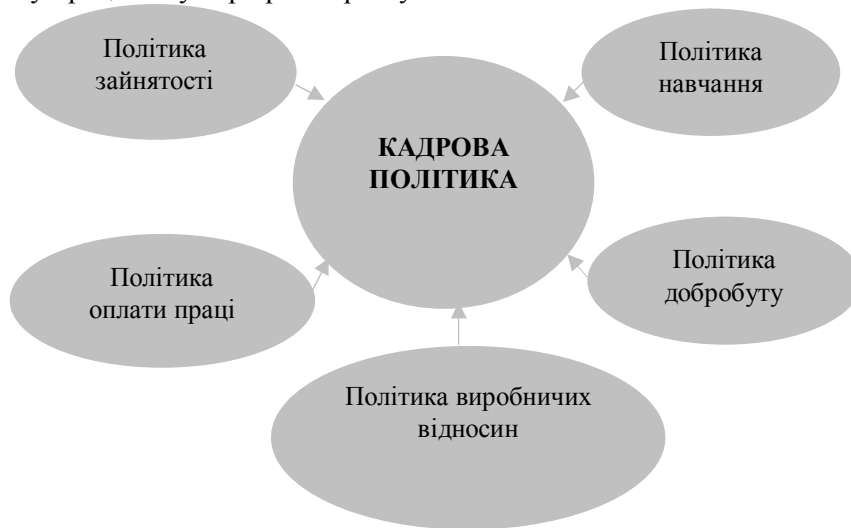 Політика
зайнятості
Політика
навчання
КАДРОВА
ПОЛІТИКА
Політика
оплати праці
Політика
добробуту
Політика виробничих
відносин